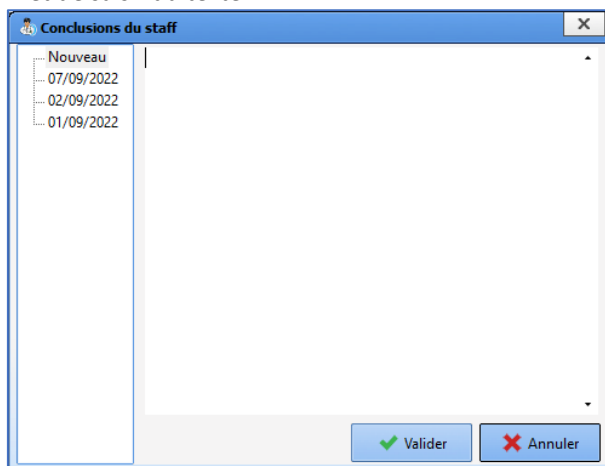 Conclusions du staff
Nouveau
07/09/2022
02/09/2022
01/09/2022
Valider
Annuler